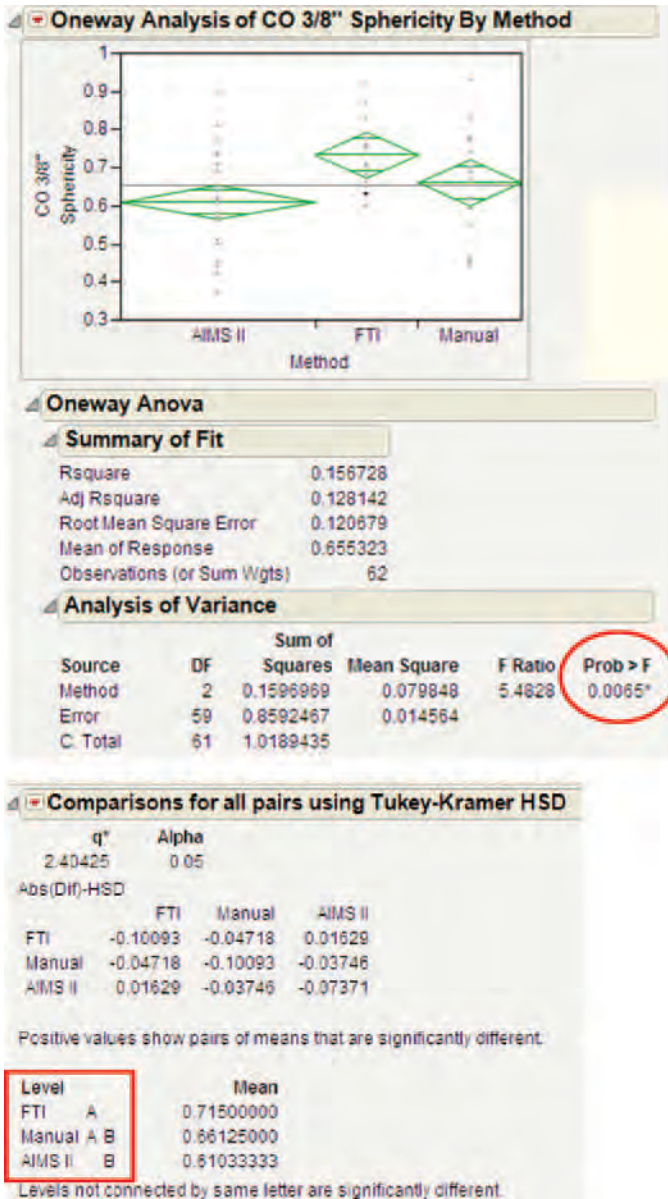 Oneway Analysis of CO 3/8" Sphericity By Method
1
0.9
0.8
0.7
0.6
0.5
0.4
0.3
CO 3/8" Sphericity
AIMS II FTI Manual
Method
Oneway Anova
Summary of Fit
Rsquare 0.156728
Adj Rsquare 0.128142
Root Mean Square Error 0.120679
Mean of Response 0.655323
Observations (or Sum Wgts) 62
Analysis of Variance
Sum of
Source DF Squares Mean Square F Ratio Prob > F
Method 2 0.1596969 0.079848 5.4828 0.0065*
Error 59 0.8592467 0.014564
C. Total 61 1.0189435
Comparisons for all pairs using Tukey-Kramer HSD
q* Alpha
2.40425 0.05
Abs(Dif)-HSD
FTI Manual AIMS II
FTI -0.10093 -0.04718 0.01629
Manual -0.04718 -0.10093 -0.03746
AIMS II 0.01629 -0.03746 -0.07371
Positive values show pairs of means that are significantly different.
Level Mean
FTI A 0.71500000
Manual A B 0.66125000
AIMS II B 0.61033333
Levels not connected by same letter are significantly different.